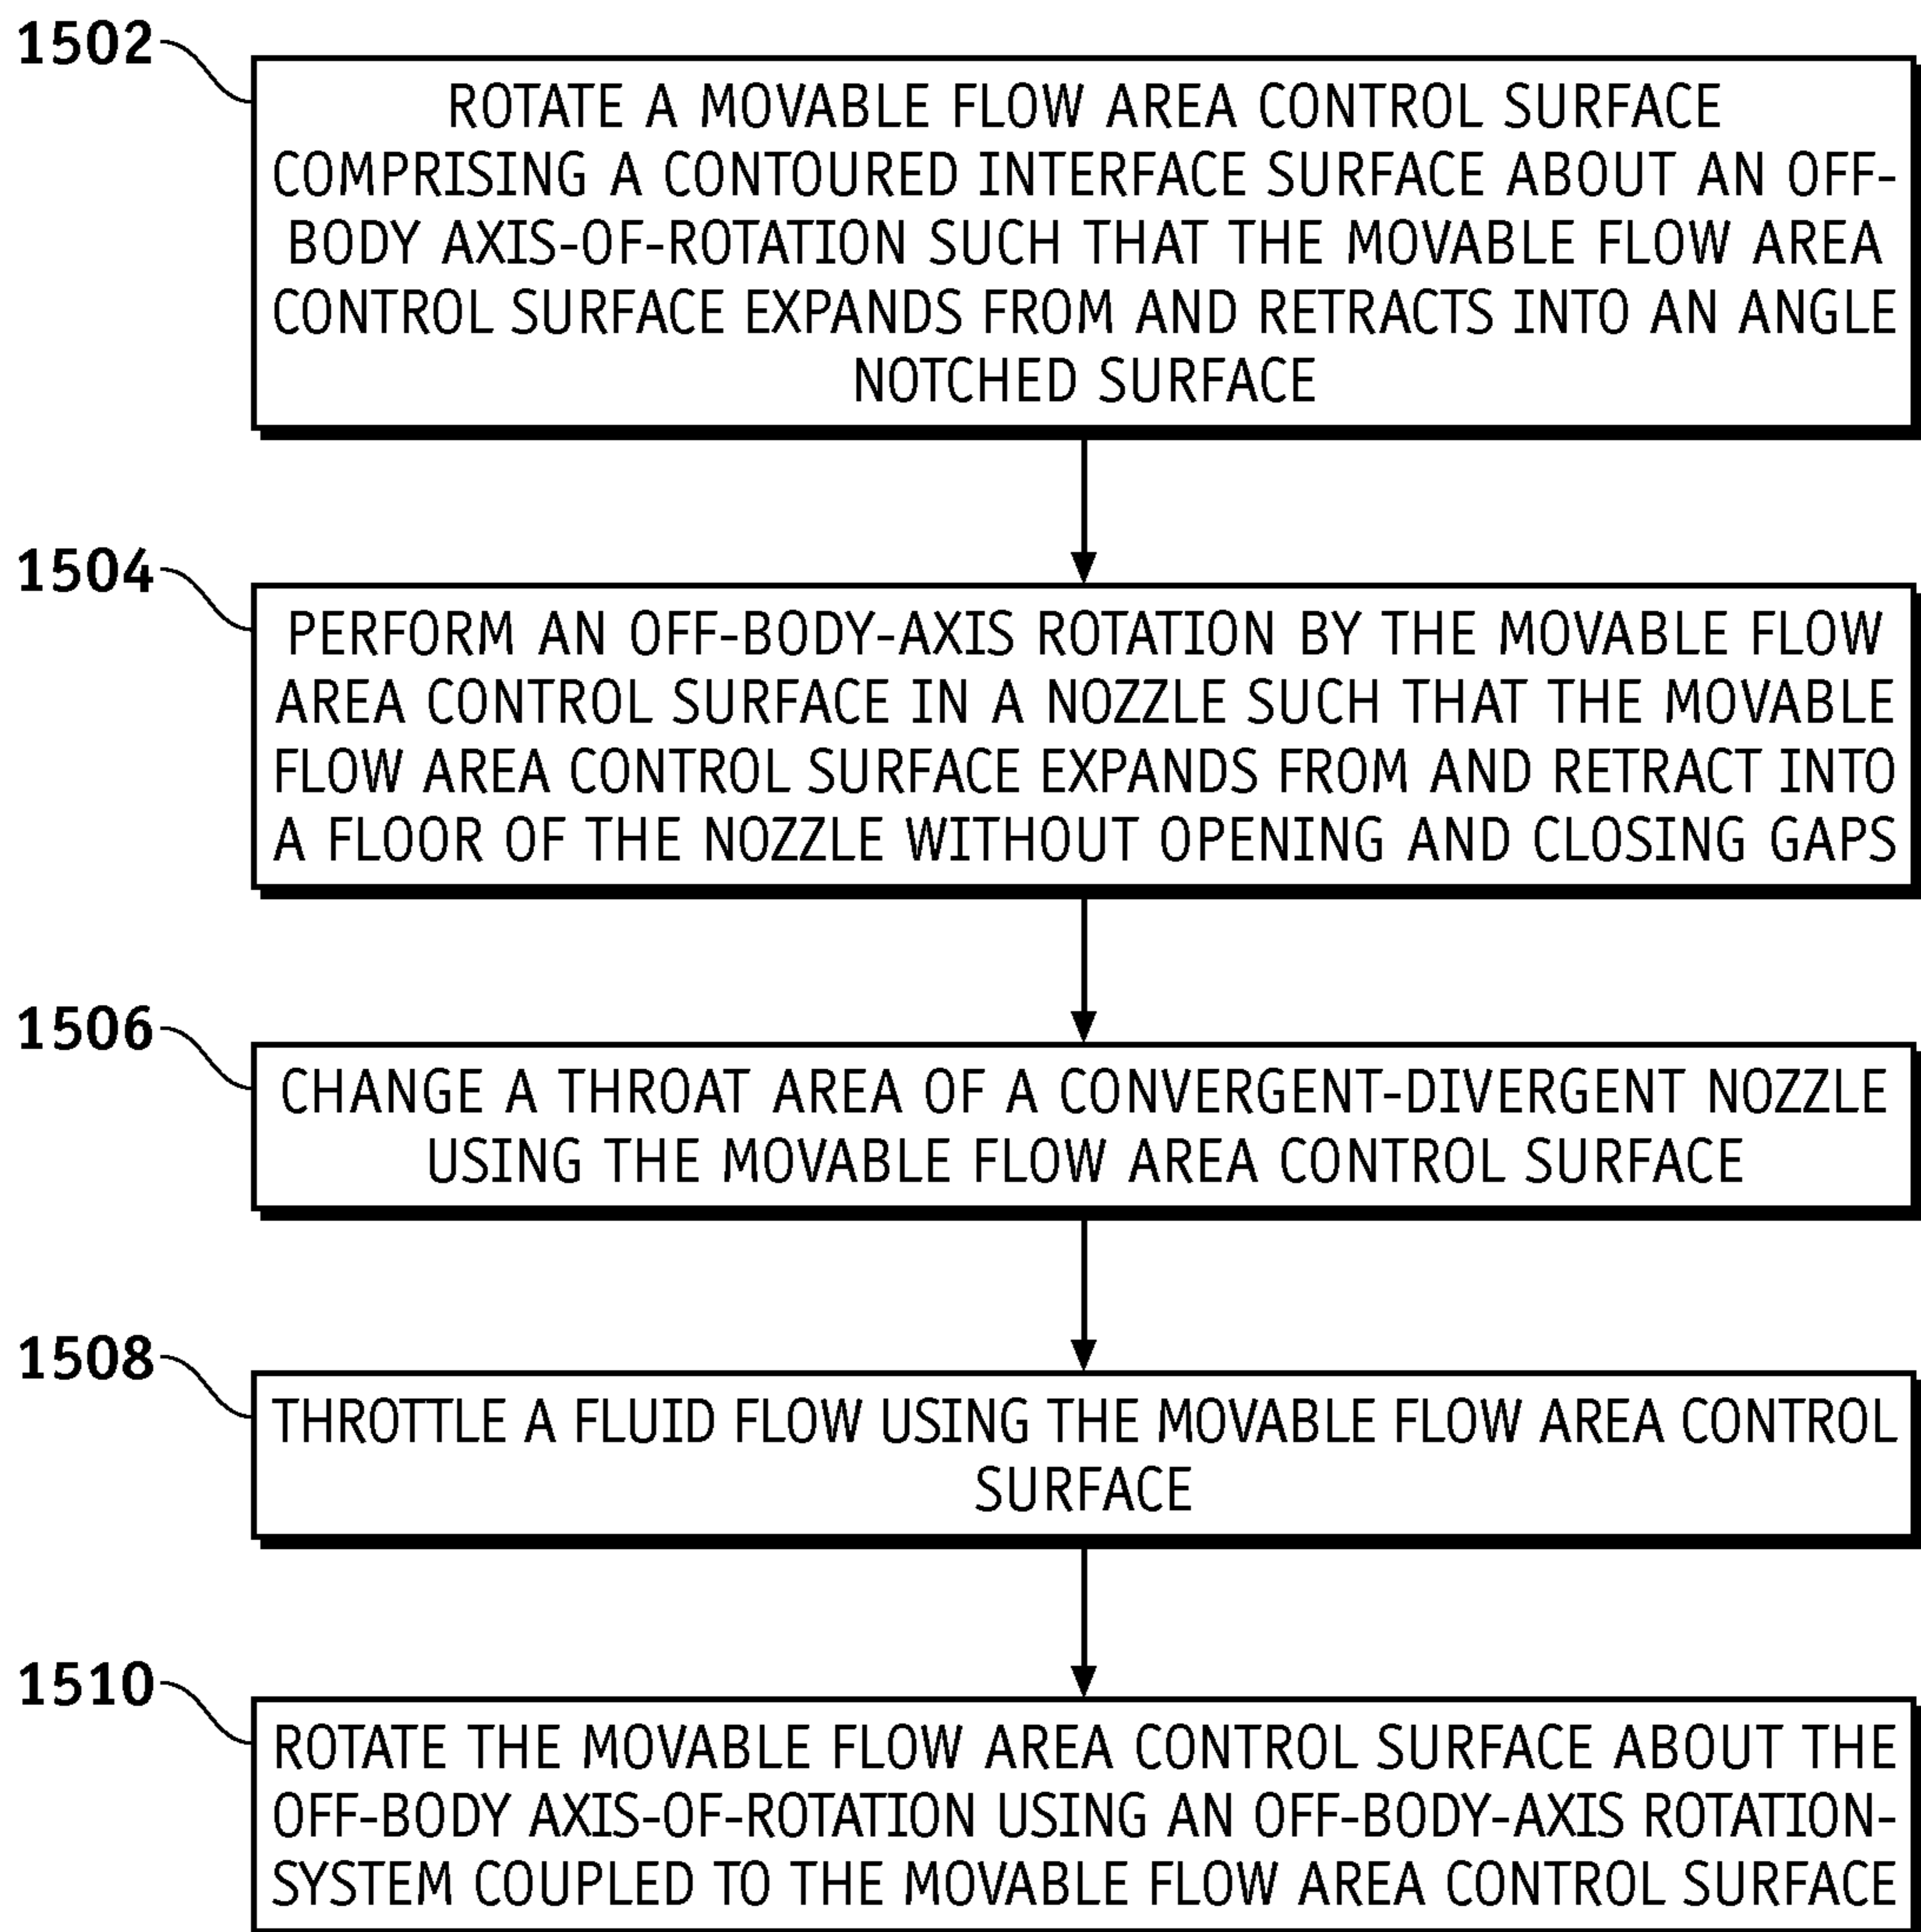 1502
ROTATE A MOVABLE FLOW AREA CONTROL SURFACE
COMPRISING A CONTOURED INTERFACE SURFACE ABOUT AN OFF-
BODY AXIS-OF-ROTATION SUCH THAT THE MOVABLE FLOW AREA
CONTROL SURFACE EXPANDS FROM AND RETRACTS INTO AN ANGLE
NOTCHED SURFACE
1504
PERFORM AN OFF-BODY-AXIS ROTATION BY THE MOVABLE FLOW
AREA CONTROL SURFACE IN A NOZZLE SUCH THAT THE MOVABLE
FLOW AREA CONTROL SURFACE EXPANDS FROM AND RETRACT INTO
A FLOOR OF THE NOZZLE WITHOUT OPENING AND CLOSING GAPS
1506
CHANGE A THROAT AREA OF A CONVERGENT-DIVERGENT NOZZLE
USING THE MOVABLE FLOW AREA CONTROL SURFACE
1508
THROTTLE A FLUID FLOW USING THE MOVABLE FLOW AREA CONTROL
SURFACE
1510
ROTATE THE MOVABLE FLOW AREA CONTROL SURFACE ABOUT THE
OFF-BODY AXIS-OF-ROTATION USING AN OFF-BODY-AXIS ROTATION-
SYSTEM COUPLED TO THE MOVABLE FLOW AREA CONTROL SURFACE